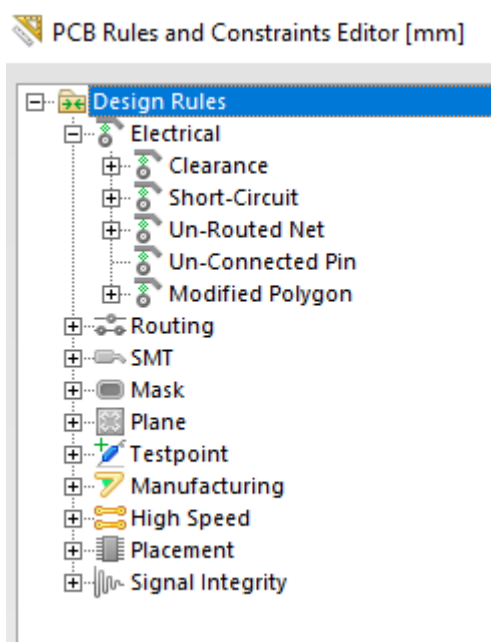 PCB Rules and Constraints Editor [mm]
Design Rules
Electrical
Clearance
Short-Circuit
Un-Routed Net
Un-Connected Pin
Modified Polygon
Routing
SMT
Mask
Plane
Testpoint
Manufacturing
High Speed
Placement
Signal Integrity